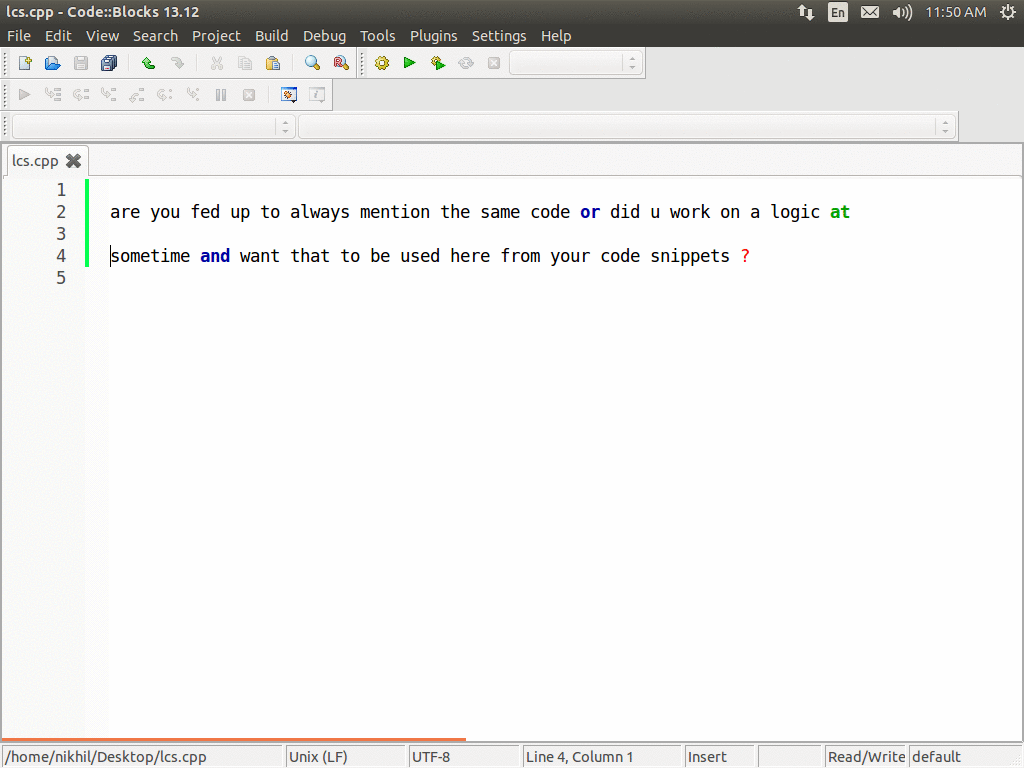 lcs.cpp - Code::Blocks 13.12
En
11:50 AM
File Edit View Search Project Build Debug Tools Plugins Settings Help
lcs.cpp
1
2 are you fed up to always mention the same code or did u work on a logic at
3
4 sometime and want that to be used here from your code snippets ?
5
/home/nikhil/Desktop/lcs.cpp Unix (LF) UTF-8 Line 4, Column 1 Insert Read/Write default